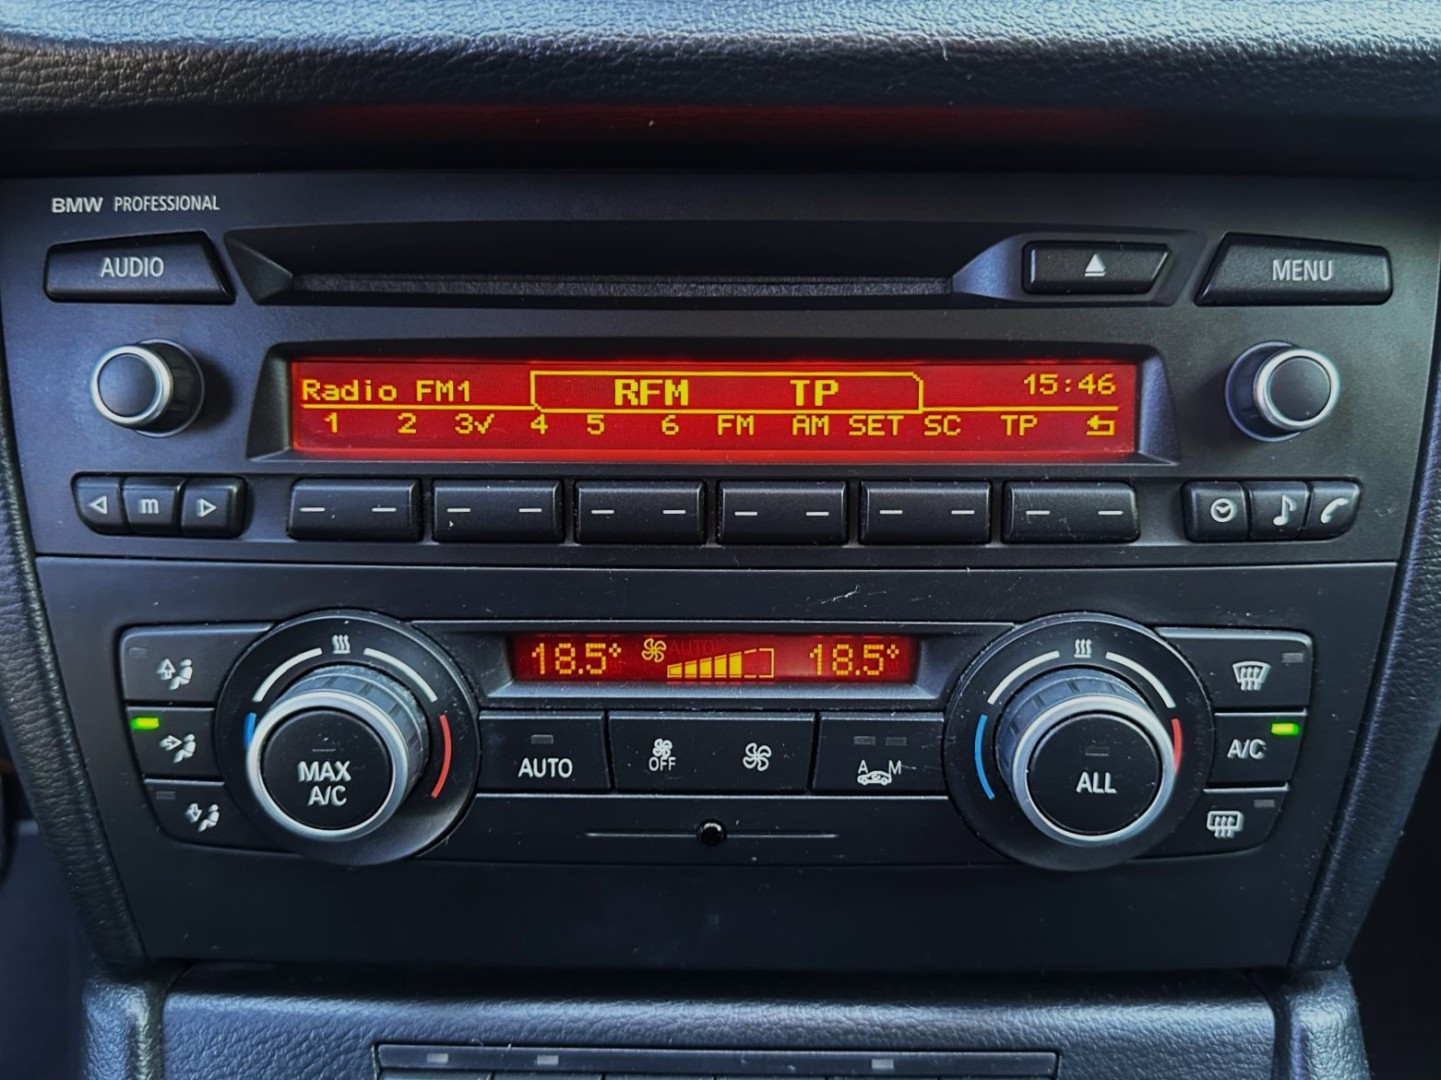 BMW PROFESSIONAL
AUDIO
MENU
Radio FM1 RFM TP 15:46
1 2 3✓ 4 5 6 FM AM SET SC TP
m
18.5° AUTO 18.5°
MAX
A/C
AUTO
OFF
A M
ALL
A/C